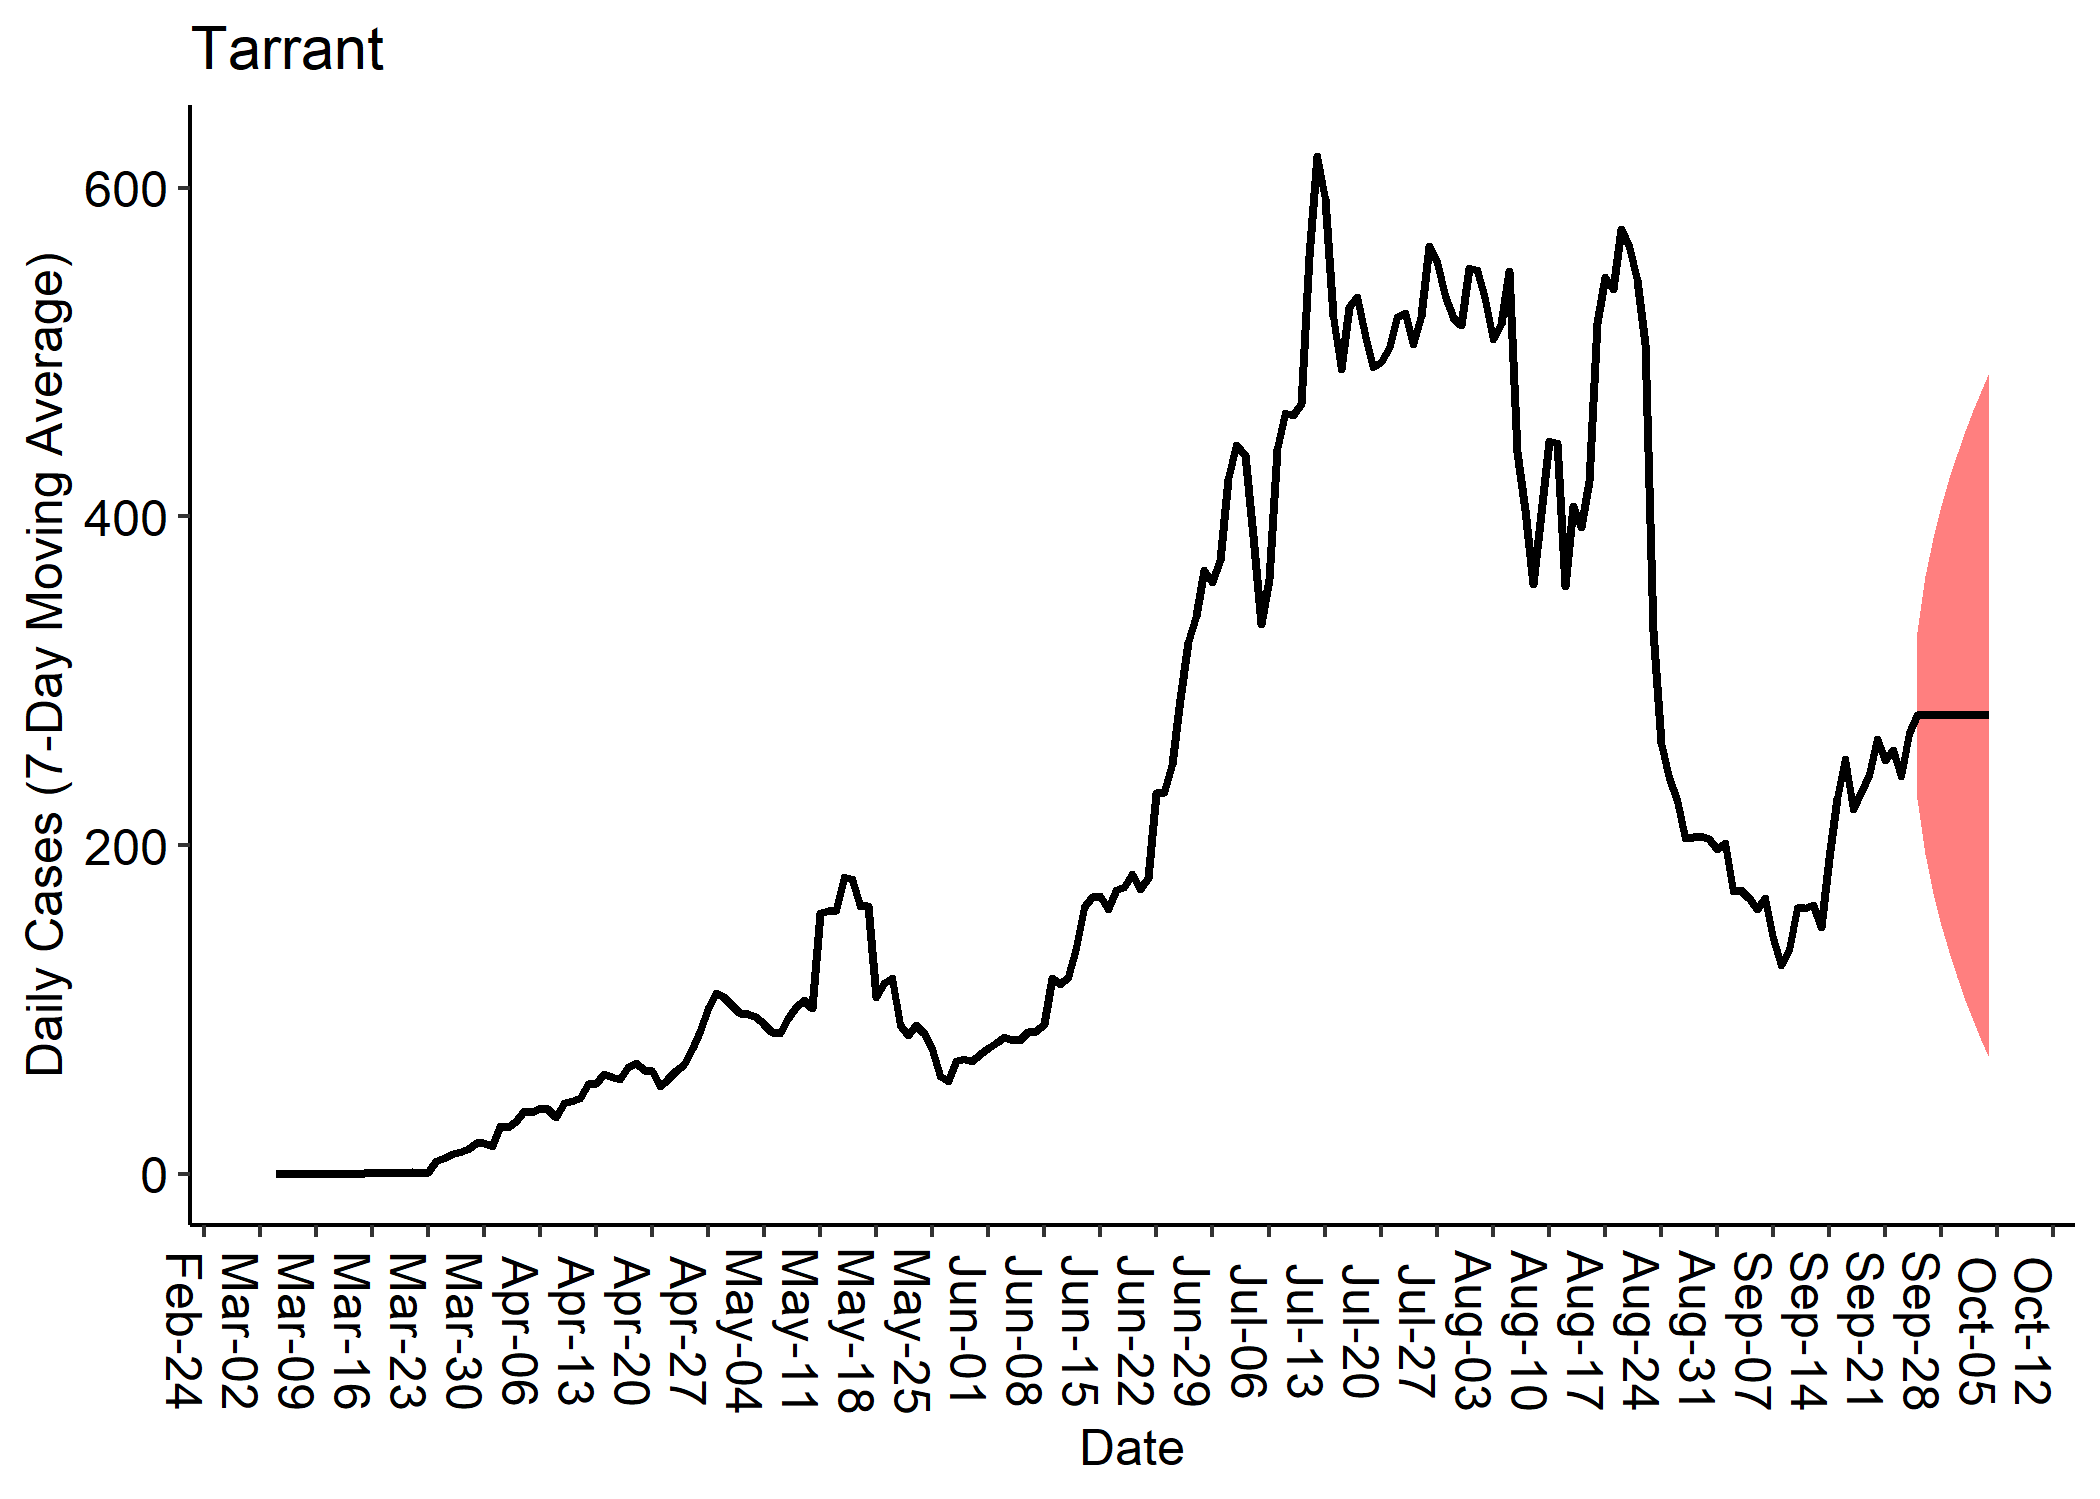 Tarrant
Daily Cases (7-Day Moving Average)
600
400
200
0
Feb-24
Mar-02
Mar-09
Mar-16
Mar-23
Mar-30
Apr-06
Apr-13
Apr-20
Apr-27
May-04
May-11
May-18
May-25
Jun-01
Jun-08
Jun-15
Jun-22
Jun-29
Jul-06
Jul-13
Jul-20
Jul-27
Aug-03
Aug-10
Aug-17
Aug-24
Aug-31
Sep-07
Sep-14
Sep-21
Sep-28
Oct-05
Oct-12
Date